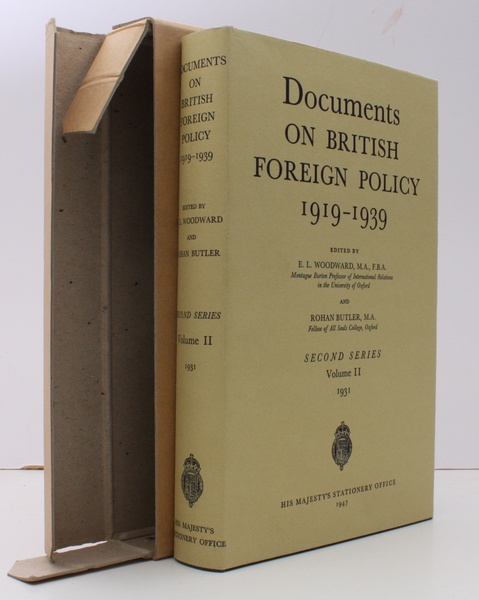 DOCUMENTS
ON
BRITISH
FOREIGN
POLICY
1919-1939
EDITED BY
E. L. WOODWARD
AND
ROHAN BUTLER
SECOND SERIES
Volume II
1931
HIS MAJESTY'S
STATIONERY OFFICE
Documents
ON BRITISH
FOREIGN POLICY
1919-1939
EDITED BY
E. L. WOODWARD, M.A., F.B.A.
Montague Burton Professor of International Relations
in the University of Oxford
AND
ROHAN BUTLER, M.A.
Fellow of All Souls College, Oxford
SECOND SERIES
Volume II
1931
HIS MAJESTY'S STATIONERY OFFICE
1947